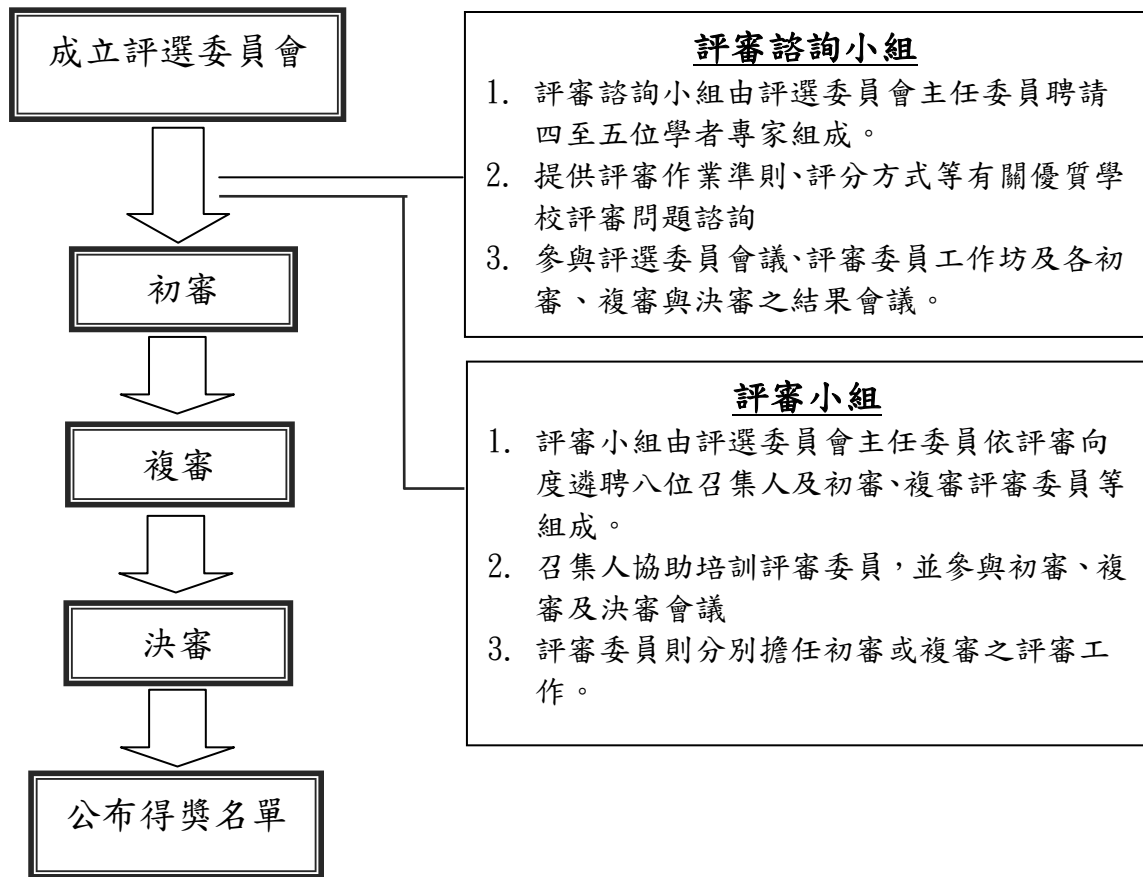 成立評選委員會
初審
複審
決審
公布得獎名單
評審諮詢小組
1. 評審諮詢小組由評選委員會主任委員聘請
四至五位學者專家組成。
2. 提供評審作業準則、評分方式等有關優質學
校評審問題諮詢
3. 參與評選委員會議、評審委員工作坊及各初
審、複審與決審之結果會議。
評審小組
1. 評審小組由評選委員會主任委員依評審向
度遴聘八位召集人及初審、複審評審委員等
組成。
2. 召集人協助培訓評審委員，並參與初審、複
審及決審會議
3. 評審委員則分別擔任初審或複審之評審工
作。